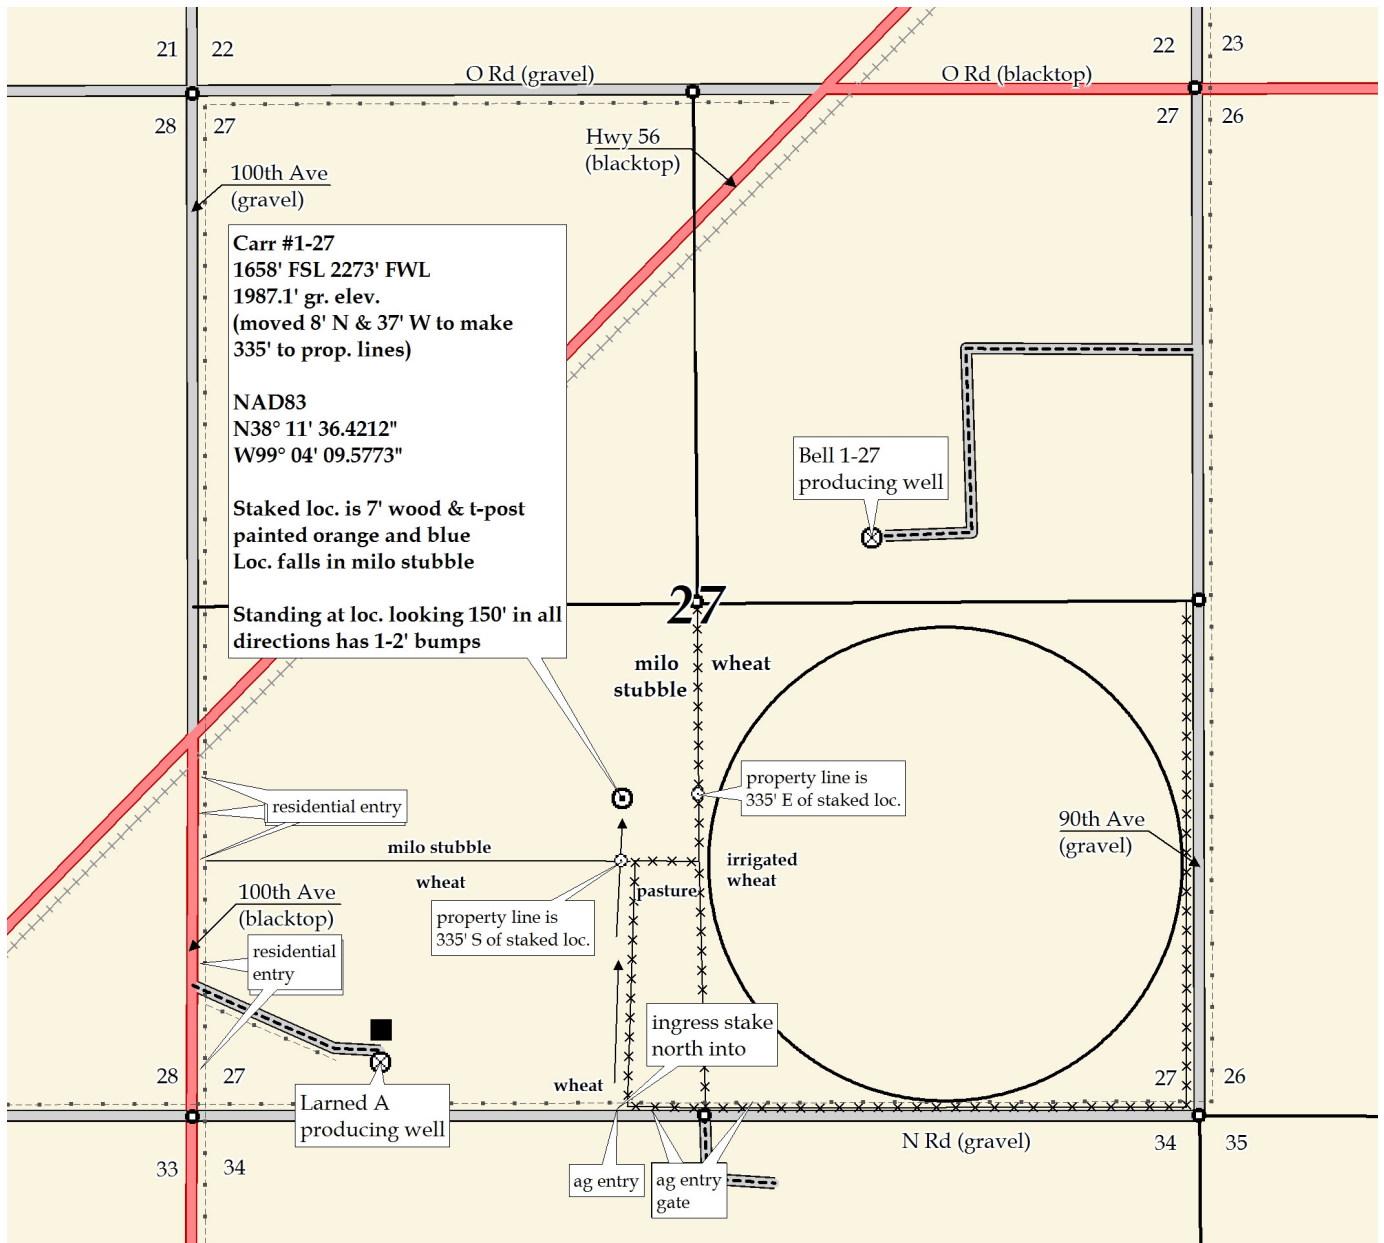 21 22
22 23
O Rd (gravel)
O Rd (blacktop)
28 27
27 26
Hwy 56
(blacktop)
100th Ave
(gravel)
Carr #1-27
1658' FSL 2273' FWL
1987.1' gr. elev.
(moved 8' N & 37' W to make
335' to prop. lines)
NAD83
N38° 11' 36.4212"
W99° 04' 09.5773"
Staked loc. is 7' wood & t-post
painted orange and blue
Loc. falls in milo stubble
Standing at loc. looking 150' in all
directions has 1-2' bumps
Bell 1-27
producing well
27
milo
stubble
wheat
property line is
335' E of staked loc.
residential entry
90th Ave
(gravel)
milo stubble
wheat
irrigated
wheat
pasture
100th Ave
(blacktop)
property line is
335' S of staked loc.
residential
entry
ingress stake
north into
28 27
wheat
27 26
Larned A
producing well
N Rd (gravel)
33 34
34 35
ag entry
ag entry
gate